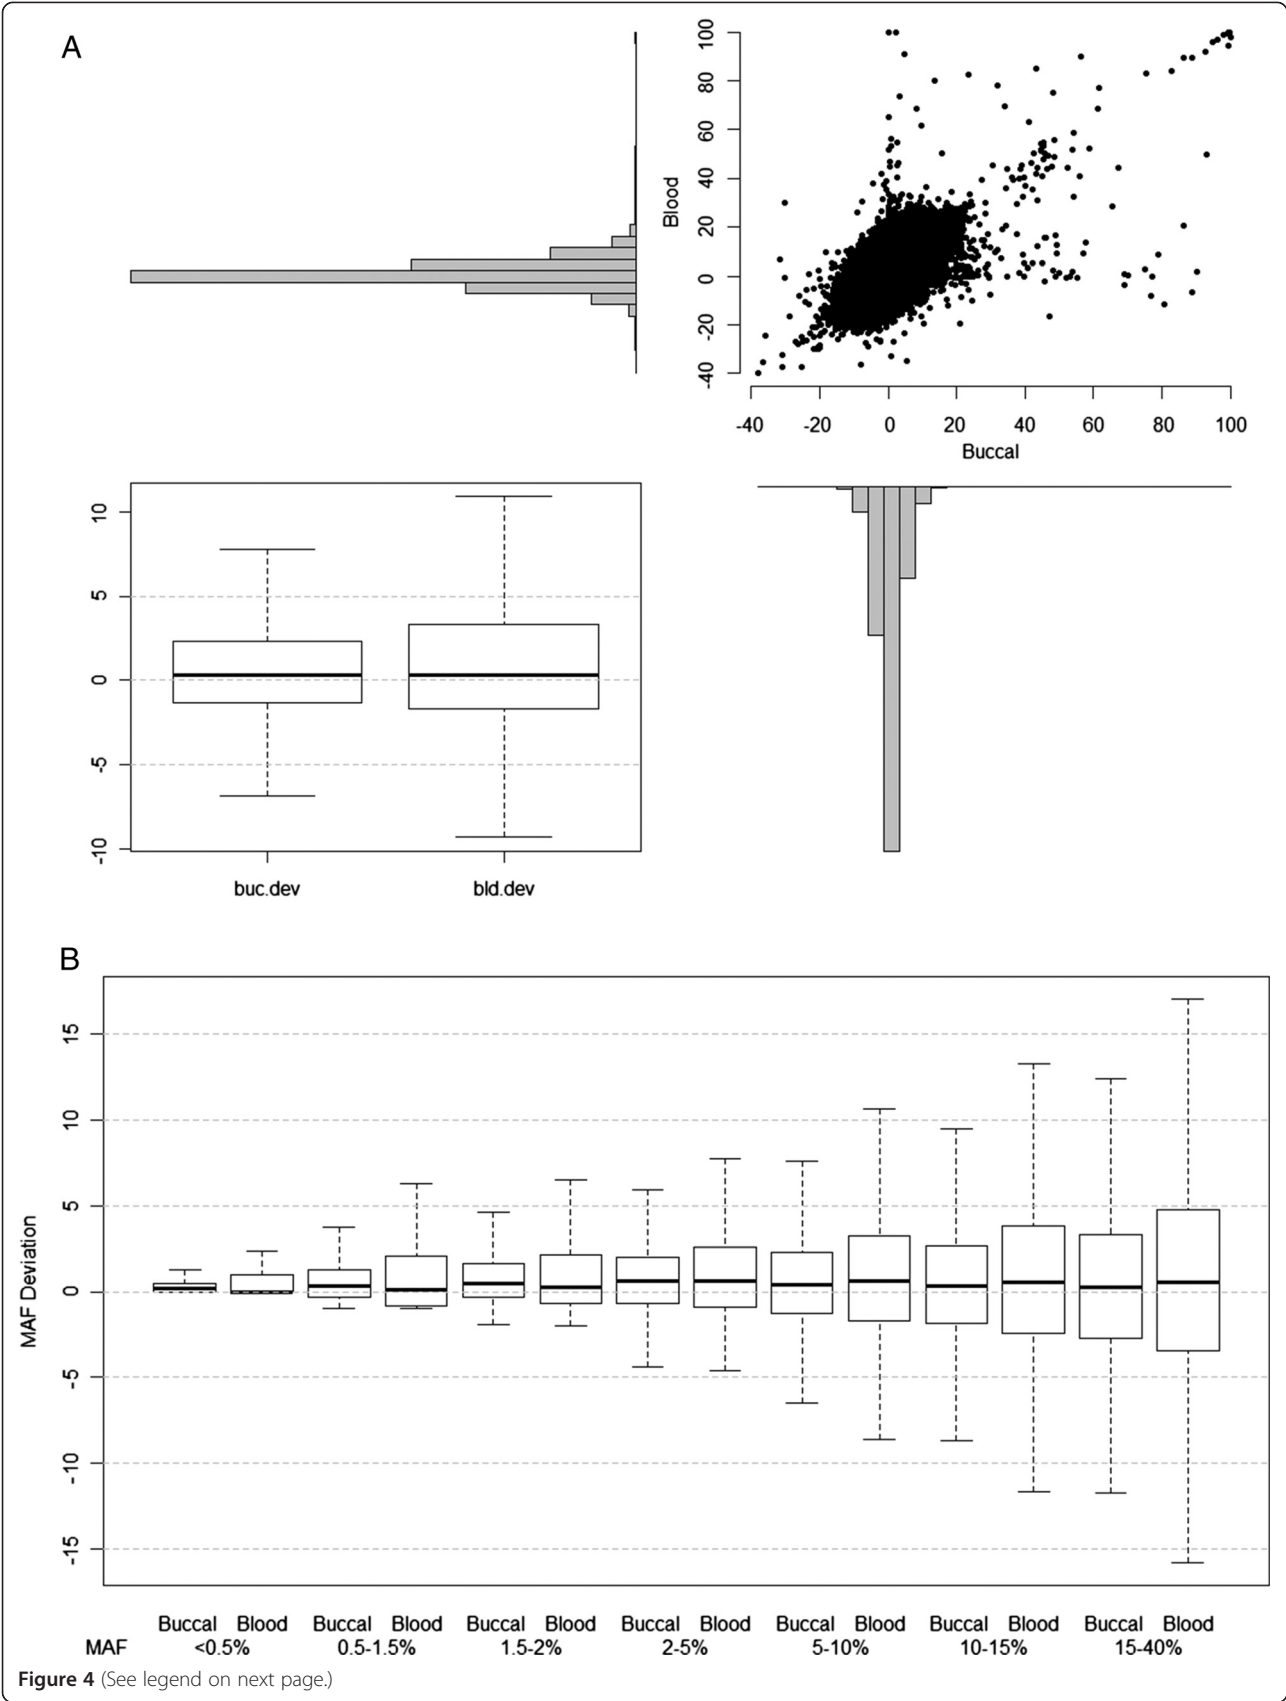 A
100
80
60
40
20
0
-20
-40
Blood
-40 -20 0 20 40 60 80 100
Buccal
10
5
0
-5
-10
buc.dev bld.dev
B
15
10
5
0
-5
-10
-15
MAF Deviation
Buccal Blood Buccal Blood Buccal Blood Buccal Blood Buccal Blood Buccal Blood Buccal Blood
MAF <0.5% 0.5-1.5% 1.5-2% 2-5% 5-10% 10-15% 15-40%
Figure 4 (See legend on next page.)